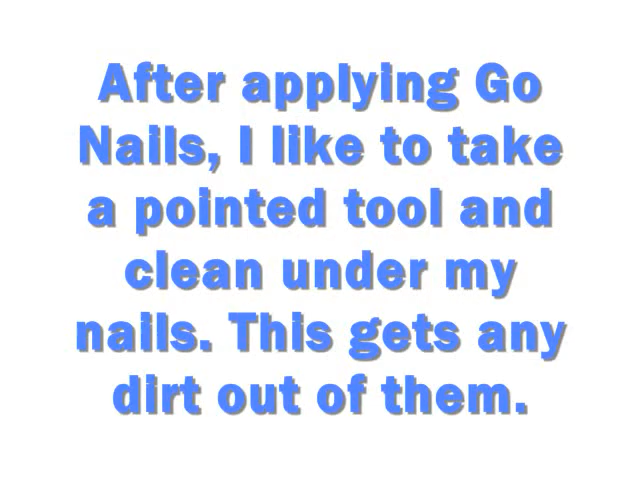 After applying Go
Nails, I like to take
a pointed tool and
clean under my
nails. This gets any
dirt out of them.